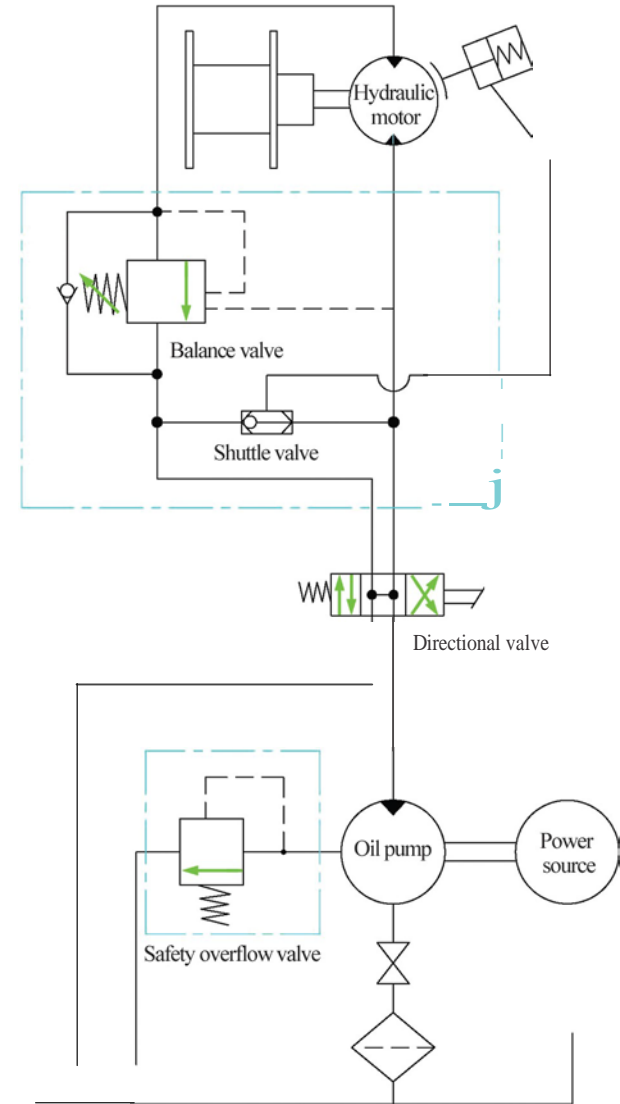 Hydraulic
motor
Balance valve
Shuttle valve
j
Directional valve
Oil pump
Power
source
Safety overflow valve